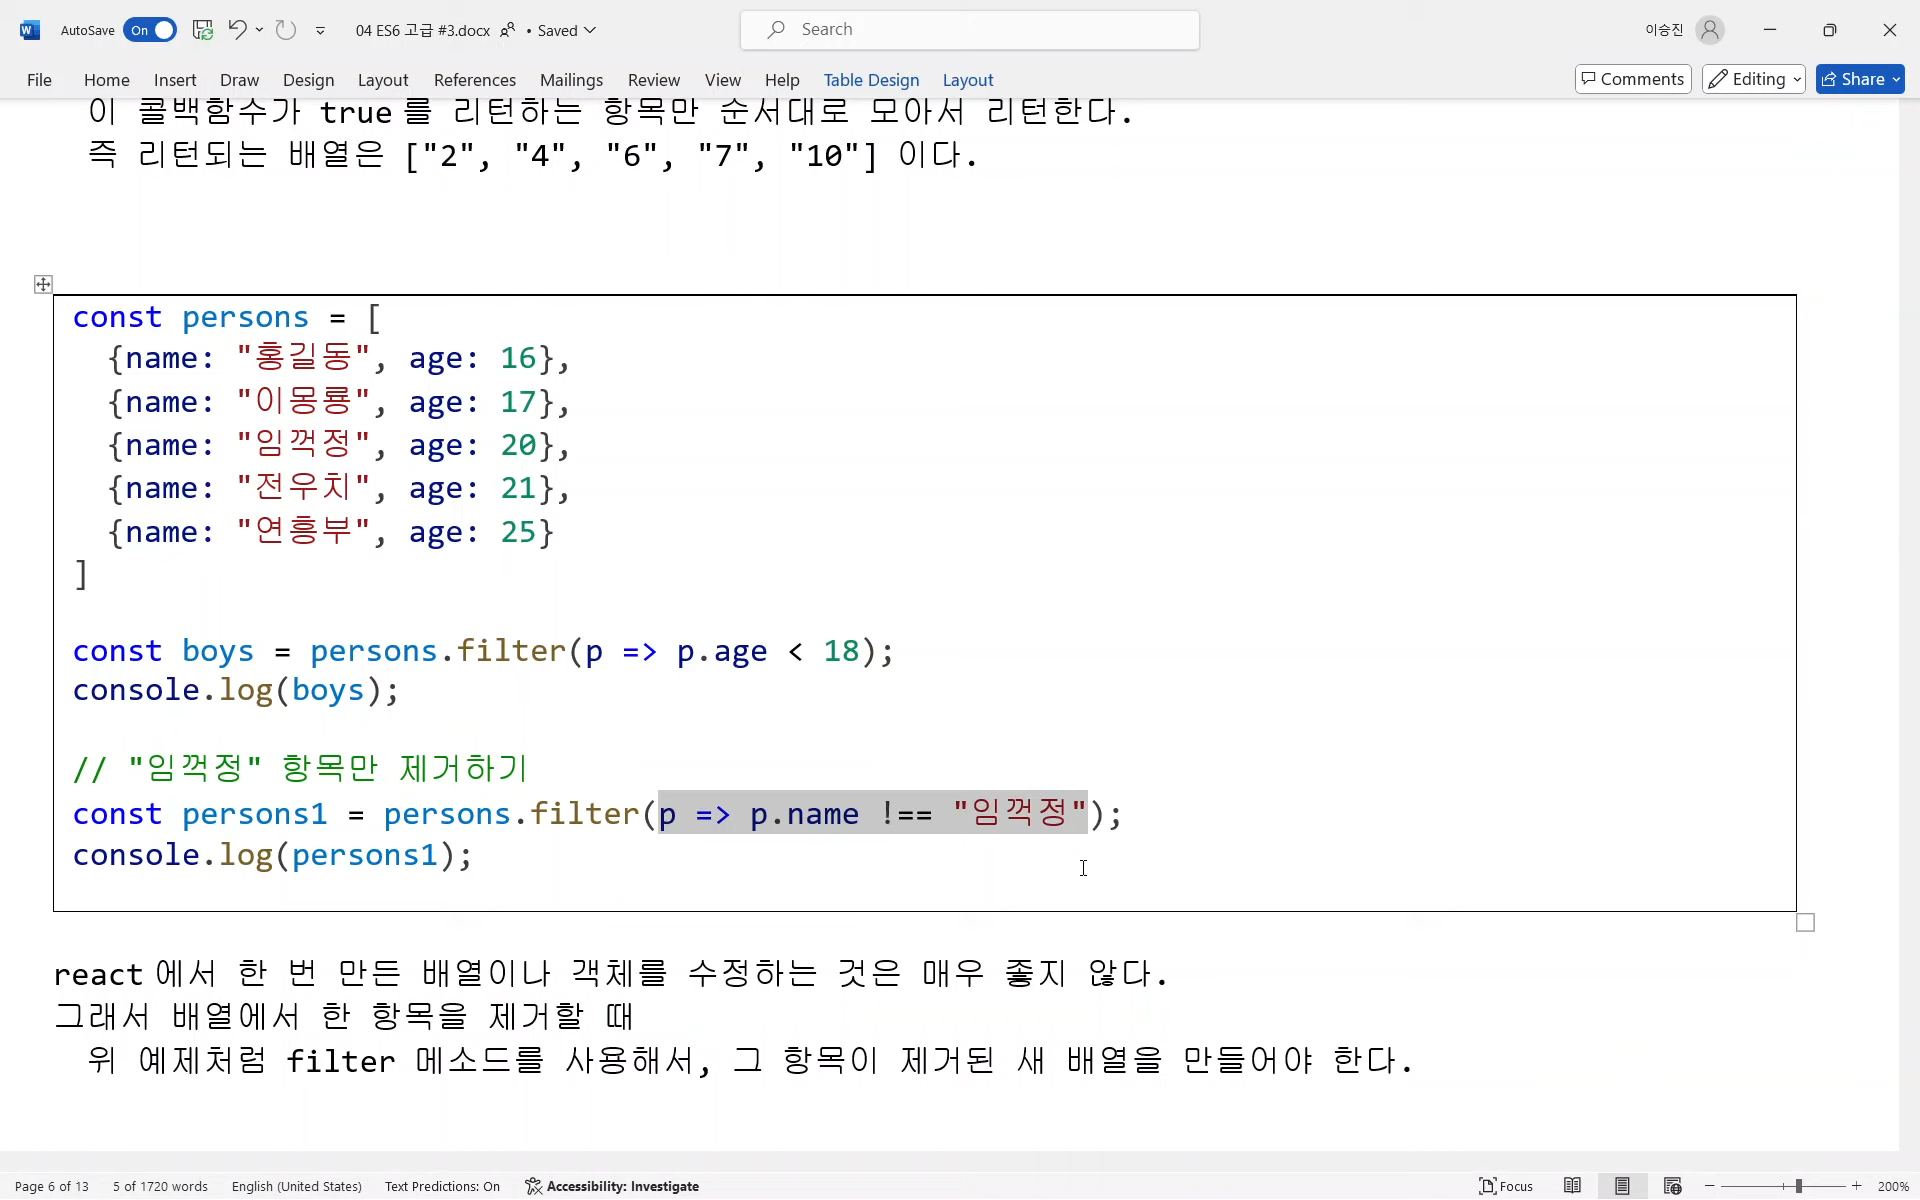 AutoSave On 04 ES6 고급 #3.docx • Saved Search 이승진
File Home Insert Draw Design Layout References Mailings Review View Help Table Design Layout Comments Editing Share
이 콜백함수가 true를 리턴하는 항목만 순서대로 모아서 리턴한다.
즉 리턴되는 배열은 ["2", "4", "6", "7", "10"] 이다.
const persons = [
{name: "홍길동", age: 16},
{name: "이몽룡", age: 17},
{name: "임꺽정", age: 20},
{name: "전우치", age: 21},
{name: "연흥부", age: 25}
]
const boys = persons.filter(p => p.age < 18);
console.log(boys);
// "임꺽정" 항목만 제거하기
const persons1 = persons.filter(p => p.name !== "임꺽정");
console.log(persons1);
react에서 한 번 만든 배열이나 객체를 수정하는 것은 매우 좋지 않다.
그래서 배열에서 한 항목을 제거할 때
위 예제처럼 filter 메소드를 사용해서, 그 항목이 제거된 새 배열을 만들어야 한다.
Page 6 of 13 5 of 1720 words English (United States) Text Predictions: On Accessibility: Investigate Focus 200%